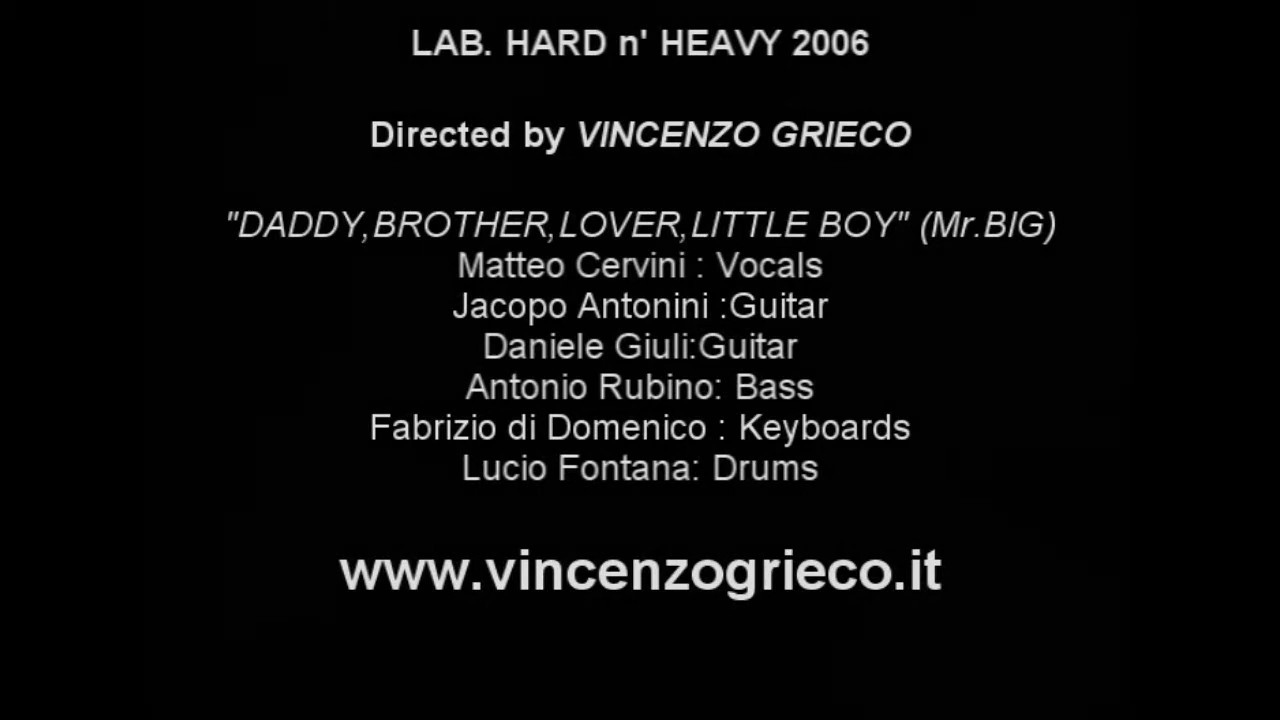 LAB. HARD n' HEAVY 2006
Directed by VINCENZO GRIECO
"DADDY,BROTHER,LOVER,LITTLE BOY" (Mr.BIG)
Matteo Cervini : Vocals
Jacopo Antonini :Guitar
Daniele Giuli:Guitar
Antonio Rubino: Bass
Fabrizio di Domenico : Keyboards
Lucio Fontana: Drums
www.vincenzogrieco.it